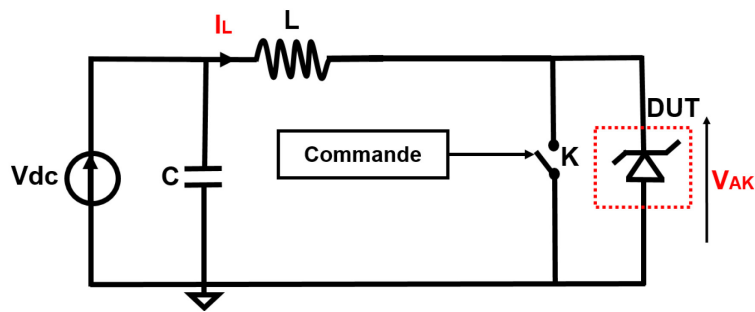 IL
L
DUT
Commande
K
Vdc
C
VAK